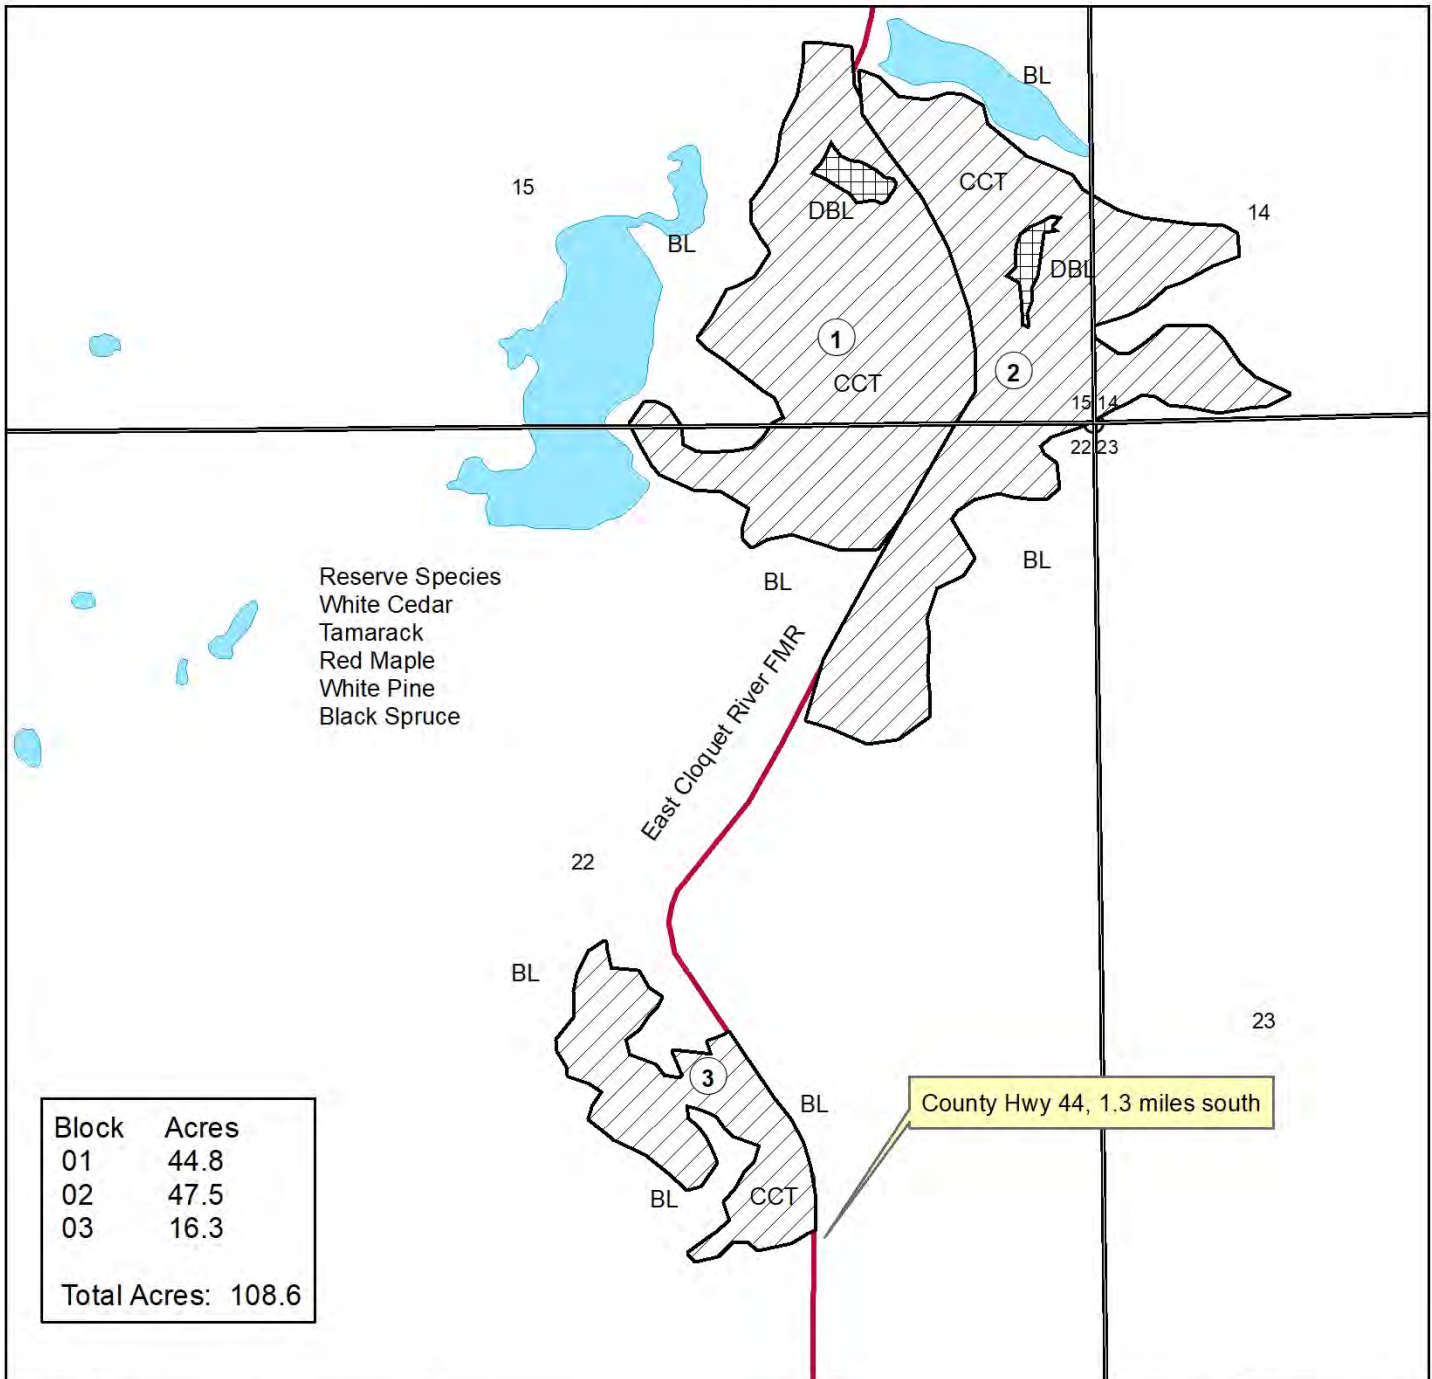 BL
15
CCT
BL
DBL
14
DBL
1
2
CCT
15 14
22 23
BL
BL
Reserve Species
White Cedar
Tamarack
Red Maple
White Pine
Black Spruce
East Cloquet River FMR
22
BL
23
3
BL
County Hwy 44, 1.3 miles south
BL
CCT
Block Acres
01 44.8
02 47.5
03 16.3
Total Acres: 108.6